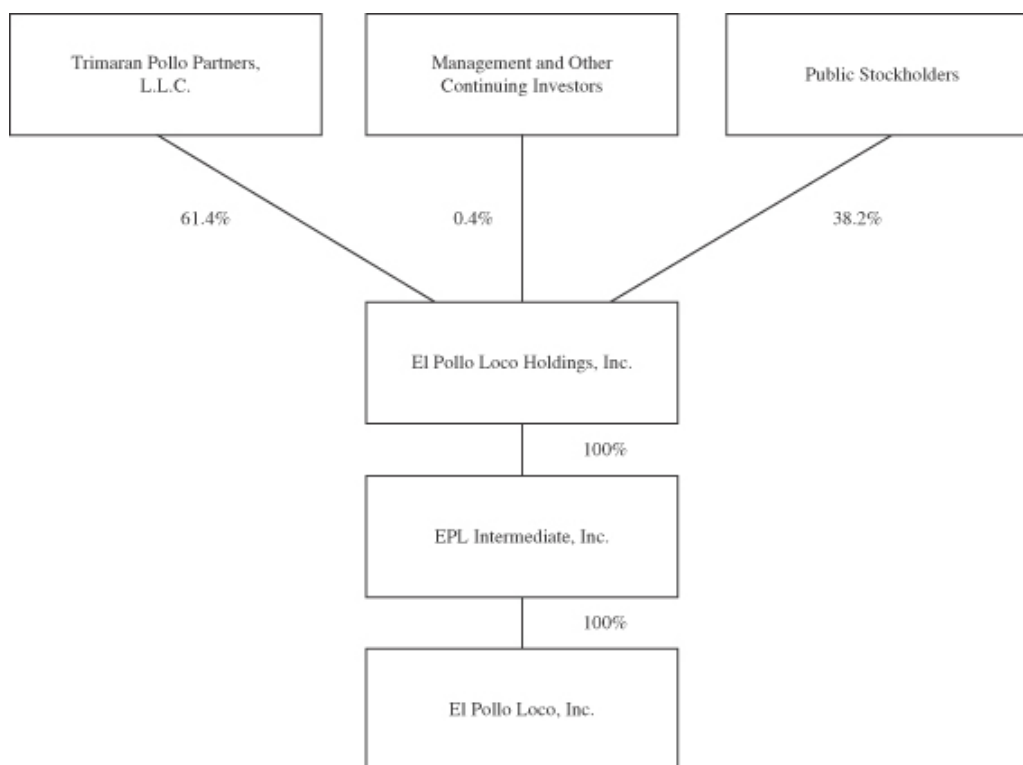 Trimaran Pollo Partners,
L.L.C.
Management and Other
Continuing Investors
Public Stockholders
61.4%
0.4%
38.2%
El Pollo Loco Holdings, Inc.
100%
EPL Intermediate, Inc.
100%
El Pollo Loco, Inc.